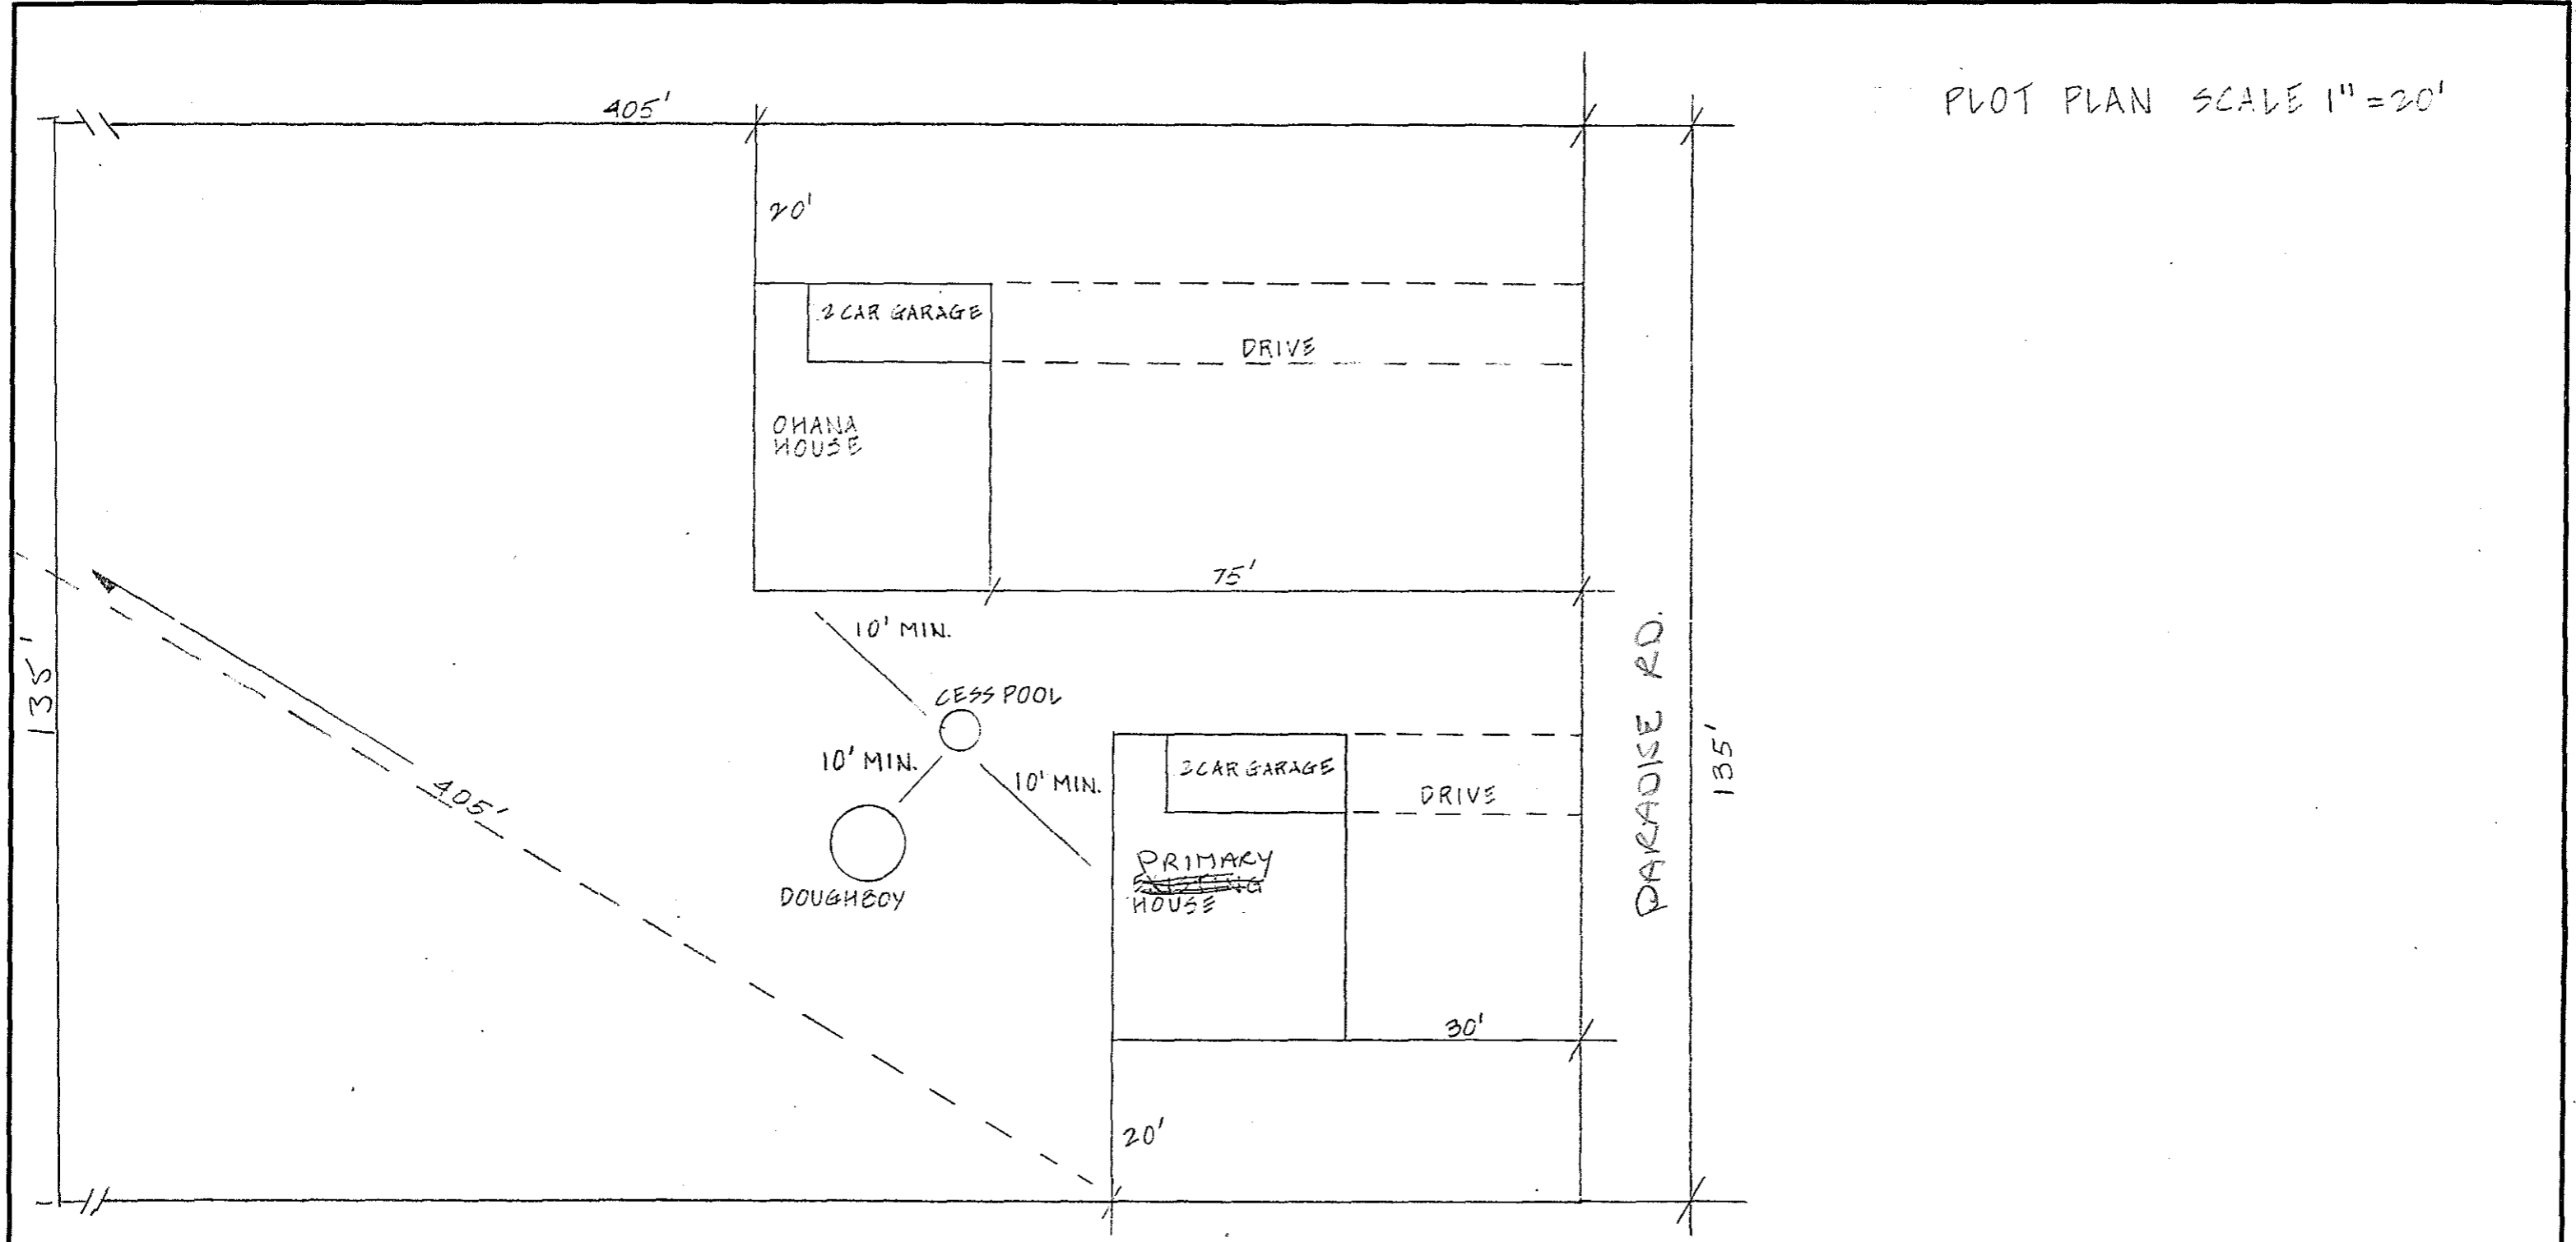 PLOT PLAN SCALE 1"=20'
405'
20'
2 CAR GARAGE
DRIVE
OHANA
HOUSE
75'
10' MIN.
CESS POOL
10' MIN.
10' MIN.
DOUGHBOY
405'
135'
2 CAR GARAGE
DRIVE
PRIMARY
HOUSE
30'
20'
PARADISE RD.
135'